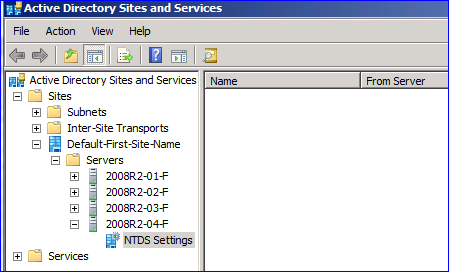 Active Directory Sites and Services
File Action View Help
Active Directory Sites and Services
Sites
Subnets
Inter-Site Transports
Default-First-Site-Name
Servers
2008R2-01-F
2008R2-02-F
2008R2-03-F
2008R2-04-F
NTDS Settings
Services
Name From Server